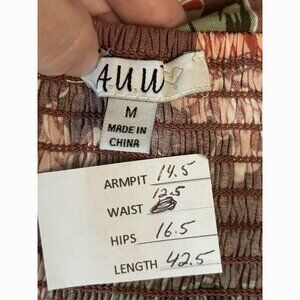 AUW
M
MADE IN
CHINA
ARMPIT 14.5
WAIST 12.5
HIPS 16.5
LENGTH 42.5